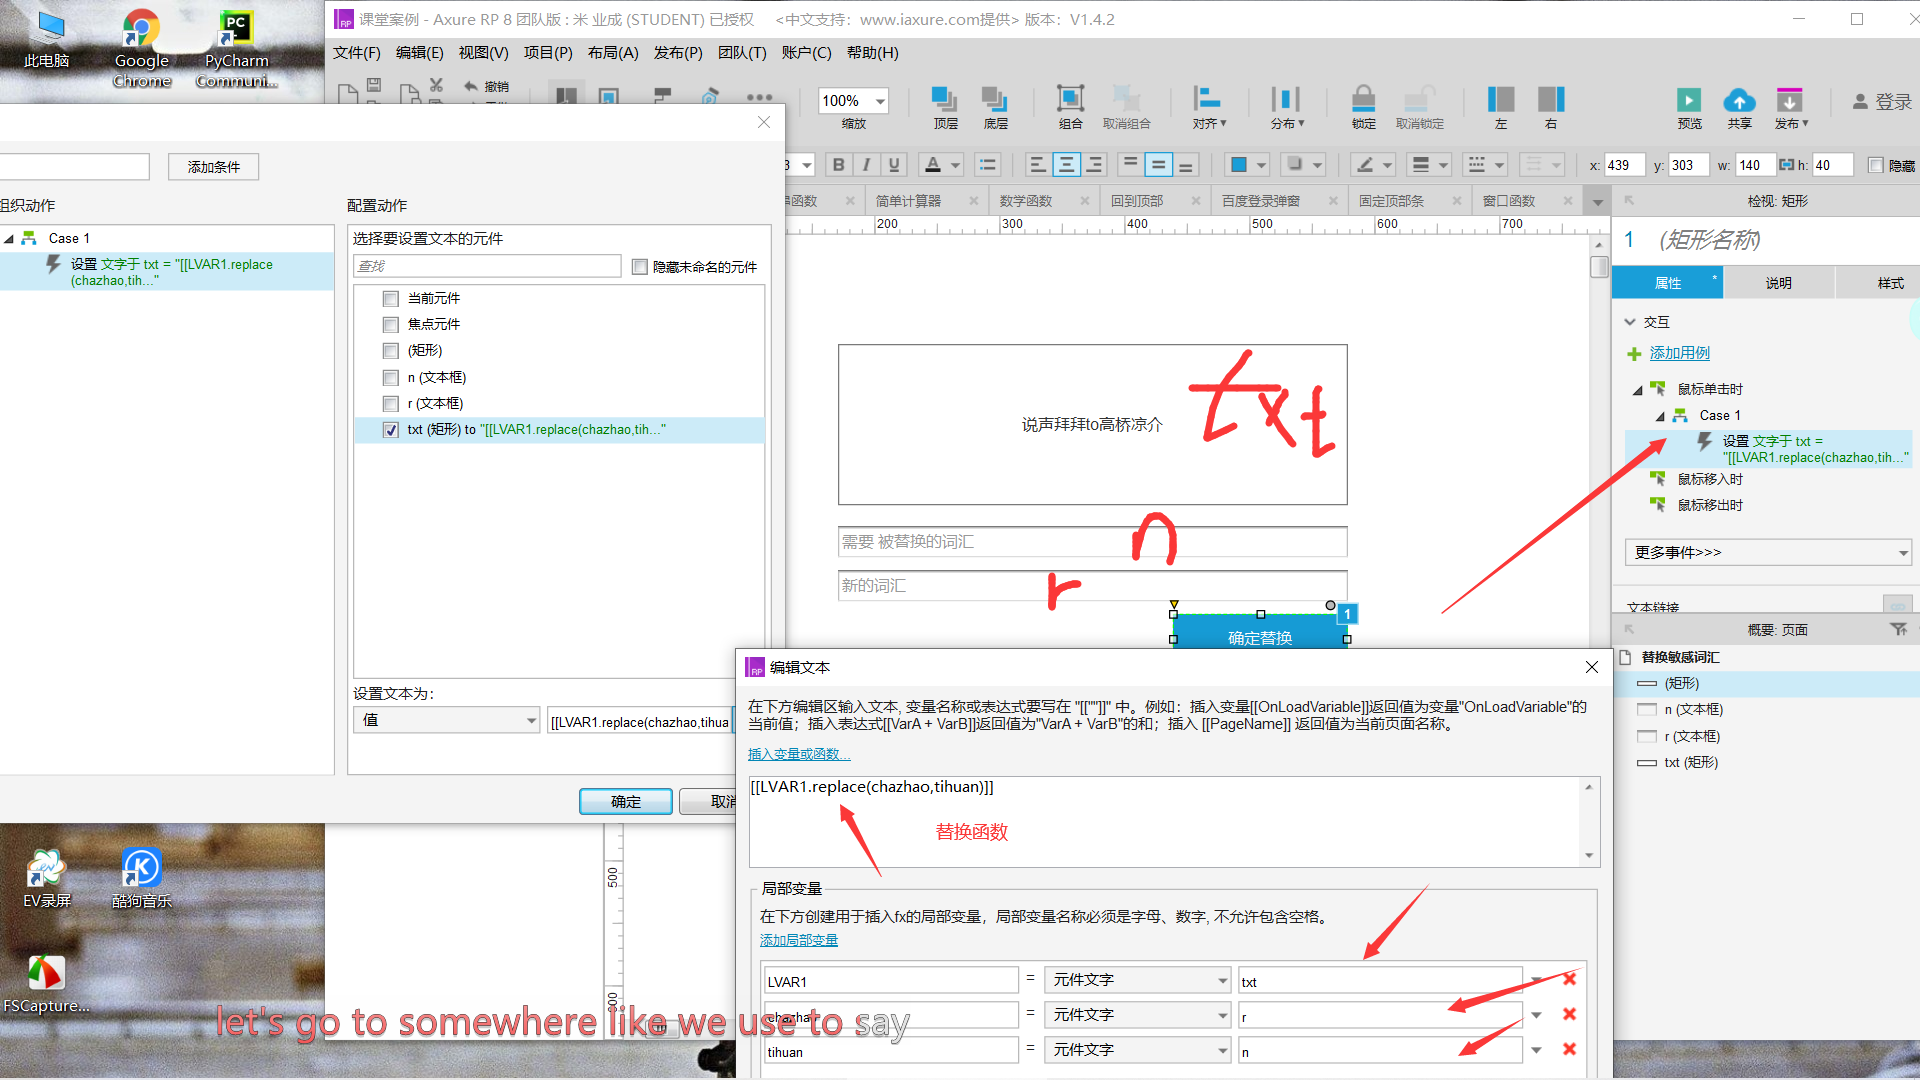 此电脑
Google Chrome
PyCharm Communi...
课堂案例 - Axure RP 8 团队版 : 米 业成 (STUDENT) 已授权 <中文支持：www.iaxure.com提供> 版本：V1.4.2
文件(F) 编辑(E) 视图(V) 项目(P) 布局(A) 发布(P) 团队(T) 账户(C) 帮助(H)
撤销
100%
缩放 顶层 底层 组合 取消组合 对齐 分布 锁定 取消锁定 左 右 预览 共享 发布 登录
x: 439 y: 303 w: 140 h: 40 隐藏
简单计算器 数学函数 回到顶部 百度登录弹窗 固定顶部条 窗口函数
200 300 400 500 600 700
添加条件
组织动作
Case 1
设置 文字于 txt = "[[LVAR1.replace
(chazhao,tih..."
配置动作
选择要设置文本的元件
查找
隐藏未命名的元件
当前元件
焦点元件
(矩形)
n (文本框)
r (文本框)
txt (矩形) to "[[LVAR1.replace(chazhao,tih..."
设置文本为：
值 [[LVAR1.replace(chazhao,tihua
确定 取消
说声拜拜to高桥凉介
txt
需要 被替换的词汇
n
新的词汇
r
1
确定替换
检视: 矩形
1 (矩形名称)
属性 * 说明 样式
交互
添加用例
鼠标单击时
Case 1
设置 文字于 txt =
"[[LVAR1.replace(chazhao,tih..."
鼠标移入时
鼠标移出时
更多事件>>>
文本链接
概要: 页面
替换敏感词汇
(矩形)
n (文本框)
r (文本框)
txt (矩形)
编辑文本
在下方编辑区输入文本, 变量名称或表达式要写在 "[[""]]" 中。例如：插入变量[[OnLoadVariable]]返回值为变量"OnLoadVariable"的
当前值；插入表达式[[VarA + VarB]]返回值为"VarA + VarB"的和；插入 [[PageName]] 返回值为当前页面名称。
插入变量或函数...
[[LVAR1.replace(chazhao,tihuan)]]
替换函数
局部变量
在下方创建用于插入fx的局部变量，局部变量名称必须是字母、数字, 不允许包含空格。
添加局部变量
LVAR1 = 元件文字 txt
chazhao = 元件文字 r
tihuan = 元件文字 n
EV录屏
酷狗音乐
FSCapture...
500
let's go to somewhere like we use to say